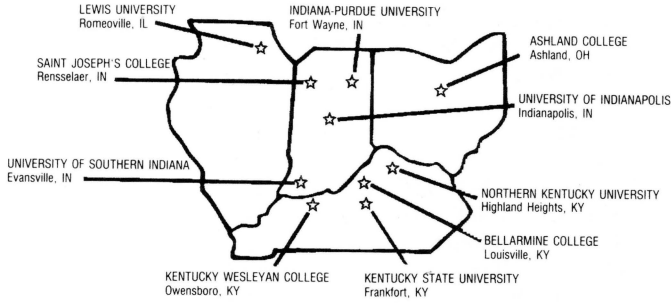 LEWIS UNIVERSITY
Romeoville, IL
INDIANA-PURDUE UNIVERSITY
Fort Wayne, IN
ASHLAND COLLEGE
Ashland, OH
SAINT JOSEPH'S COLLEGE
Rensselaer, IN
UNIVERSITY OF INDIANAPOLIS
Indianapolis, IN
UNIVERSITY OF SOUTHERN INDIANA
Evansville, IN
NORTHERN KENTUCKY UNIVERSITY
Highland Heights, KY
BELLARMINE COLLEGE
Louisville, KY
KENTUCKY WESLEYAN COLLEGE
Owensboro, KY
KENTUCKY STATE UNIVERSITY
Frankfort, KY